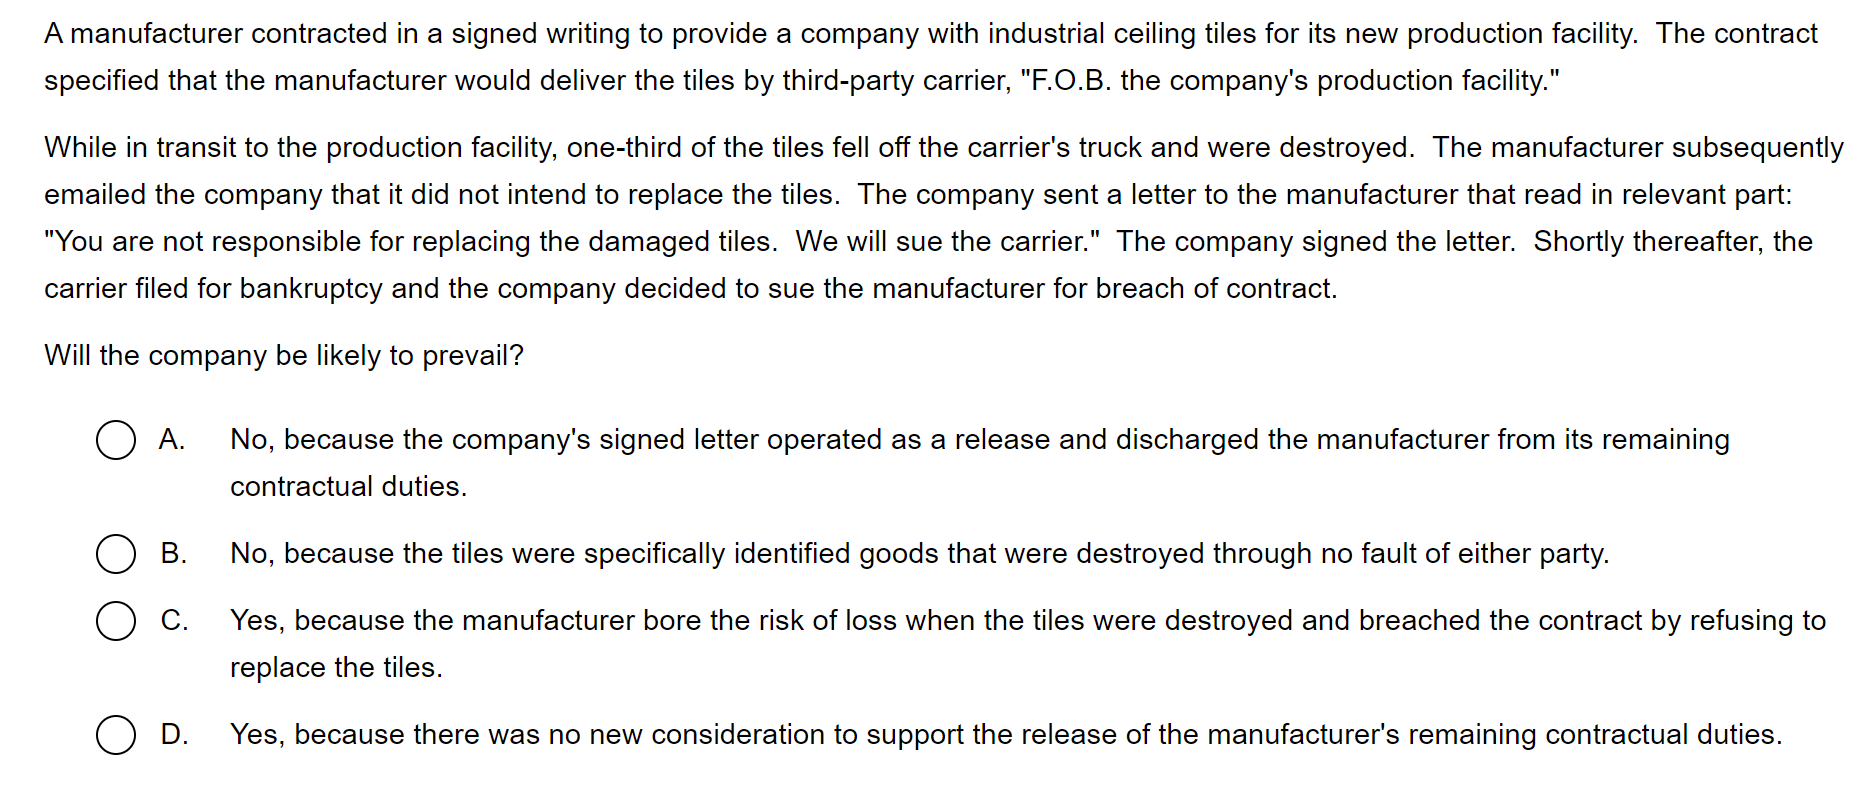 A manufacturer contracted in a signed writing to provide a company with industrial ceiling tiles for its new production facility.  The contract
specified that the manufacturer would deliver the tiles by third-party carrier, "F.O.B. the company's production facility."
While in transit to the production facility, one-third of the tiles fell off the carrier's truck and were destroyed.  The manufacturer subsequently
emailed the company that it did not intend to replace the tiles.  The company sent a letter to the manufacturer that read in relevant part:
"You are not responsible for replacing the damaged tiles.  We will sue the carrier."  The company signed the letter.  Shortly thereafter, the
carrier filed for bankruptcy and the company decided to sue the manufacturer for breach of contract.
Will the company be likely to prevail?
A. No, because the company's signed letter operated as a release and discharged the manufacturer from its remaining
contractual duties.
B. No, because the tiles were specifically identified goods that were destroyed through no fault of either party.
C. Yes, because the manufacturer bore the risk of loss when the tiles were destroyed and breached the contract by refusing to
replace the tiles.
D. Yes, because there was no new consideration to support the release of the manufacturer's remaining contractual duties.